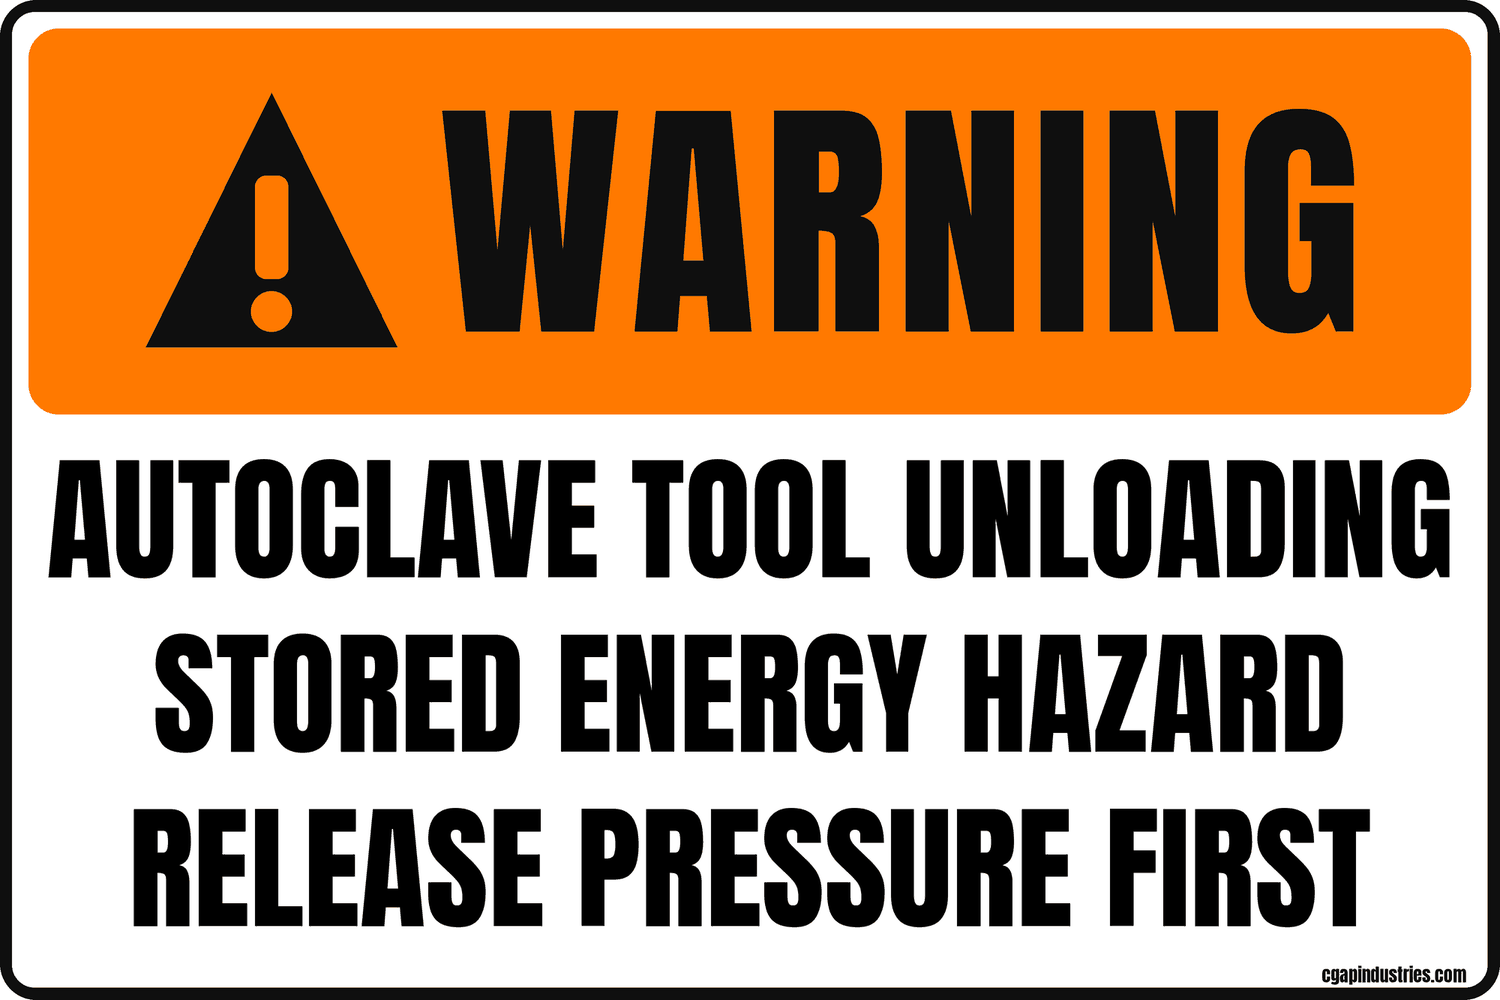 WARNING
AUTOCLAVE TOOL UNLOADING
STORED ENERGY HAZARD
RELEASE PRESSURE FIRST
cgapindustries.com